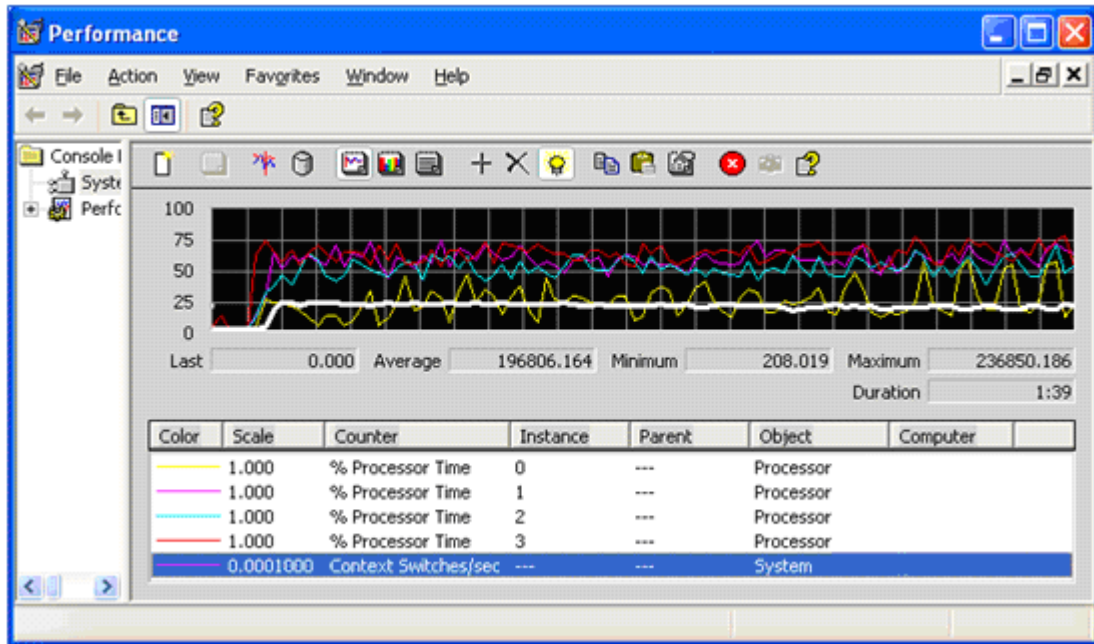 Performance
File Action View Favorites Window Help
Console
Syste
Perfc
100
75
50
25
0
Last 0.000 Average 196806.164 Minimum 208.019 Maximum 236850.186
Duration 1:39
Color Scale Counter Instance Parent Object Computer
1.000 % Processor Time 0 --- Processor
1.000 % Processor Time 1 --- Processor
1.000 % Processor Time 2 --- Processor
1.000 % Processor Time 3 --- Processor
0.0001000 Context Switches/sec --- --- System